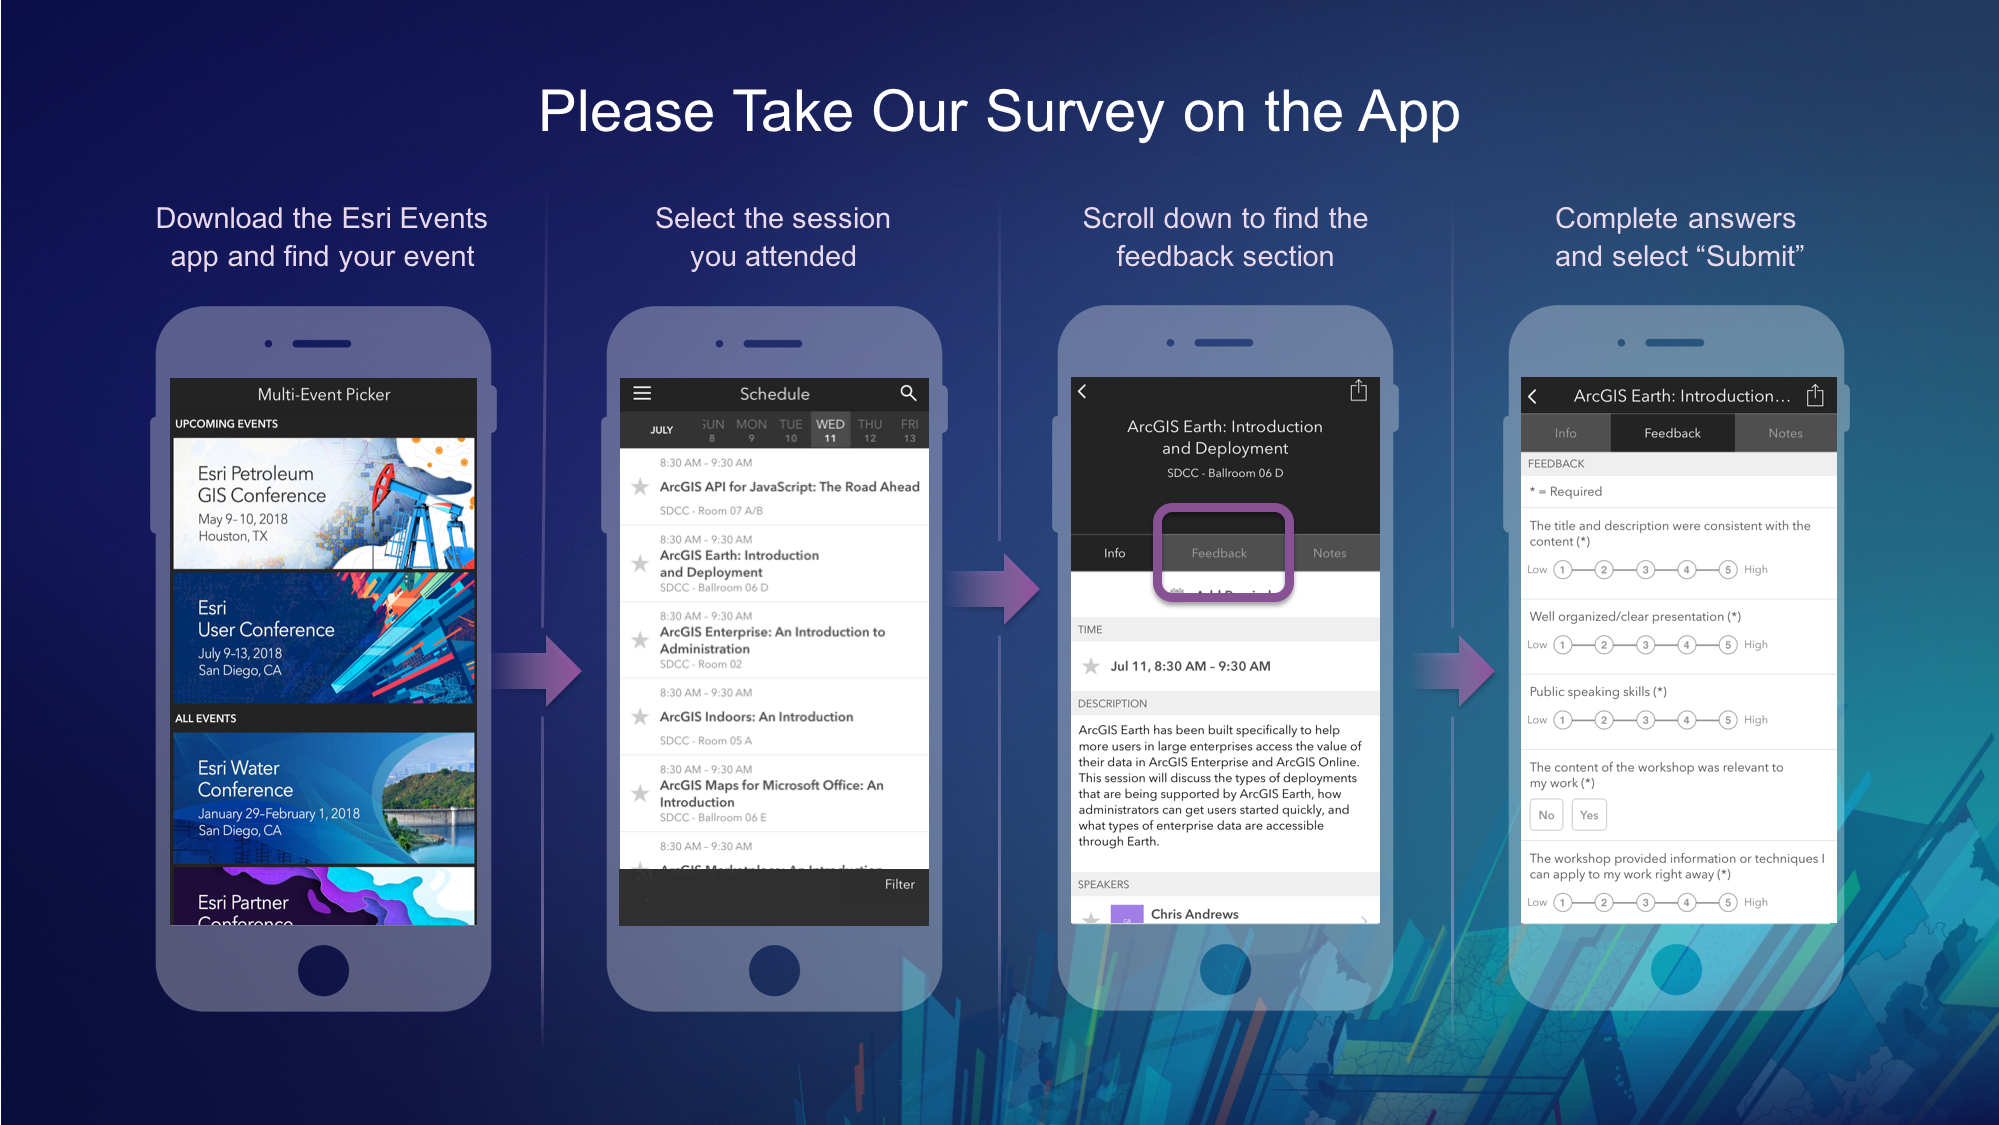 Please Take Our Survey on the App
Download the Esri Events
app and find your event
Select the session
you attended
Scroll down to find the
feedback section
Complete answers
and select “Submit”
Multi-Event Picker
UPCOMING EVENTS
Esri Petroleum
GIS Conference
May 9–10, 2018
Houston, TX
Esri
User Conference
July 9–13, 2018
San Diego, CA
ALL EVENTS
Esri Water
Conference
January 29–February 1, 2018
San Diego, CA
Esri Partner
Conference
Schedule
JULY
SUN MON TUE WED THU FRI
8 9 10 11 12 13
8:30 AM – 9:30 AM
ArcGIS API for JavaScript: The Road Ahead
SDCC - Room 07 A/B
8:30 AM – 9:30 AM
ArcGIS Earth: Introduction
and Deployment
SDCC - Ballroom 06 D
8:30 AM – 9:30 AM
ArcGIS Enterprise: An Introduction to
Administration
SDCC - Room 02
8:30 AM – 9:30 AM
ArcGIS Indoors: An Introduction
SDCC - Room 05 A
8:30 AM – 9:30 AM
ArcGIS Maps for Microsoft Office: An
Introduction
SDCC - Ballroom 06 E
8:30 AM – 9:30 AM
ArcGIS Marketplace: An Introduction
Filter
ArcGIS Earth: Introduction
and Deployment
SDCC - Ballroom 06 D
Info Feedback Notes
TIME
Jul 11, 8:30 AM – 9:30 AM
DESCRIPTION
ArcGIS Earth has been built specifically to help
more users in large enterprises access the value of
their data in ArcGIS Enterprise and ArcGIS Online.
This session will discuss the types of deployments
that are being supported by ArcGIS Earth, how
administrators can get users started quickly, and
what types of enterprise data are accessible
through Earth.
SPEAKERS
Chris Andrews
ArcGIS Earth: Introduction...
Info Feedback Notes
FEEDBACK
* = Required
The title and description were consistent with the
content (*)
Low 1 2 3 4 5 High
Well organized/clear presentation (*)
Low 1 2 3 4 5 High
Public speaking skills (*)
Low 1 2 3 4 5 High
The content of the workshop was relevant to
my work (*)
No Yes
The workshop provided information or techniques I
can apply to my work right away (*)
Low 1 2 3 4 5 High